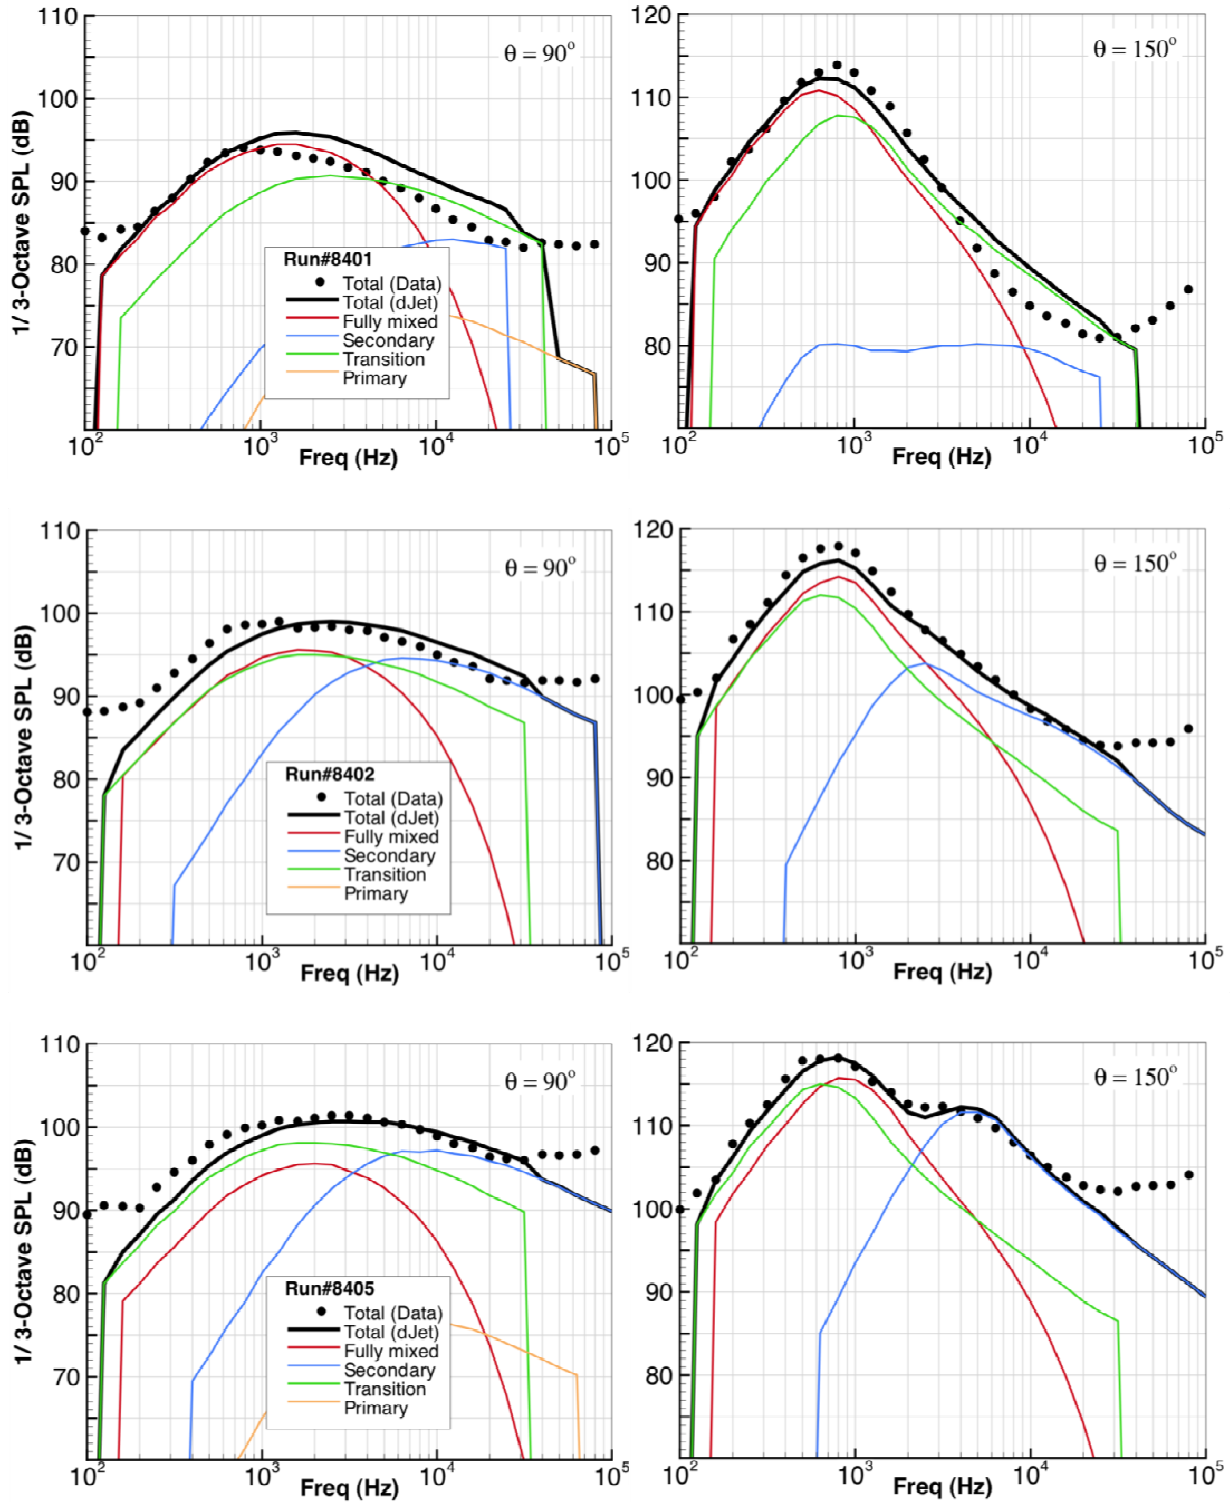 110
100
90
80
70
1/ 3-Octave SPL (dB)
θ = 90°
Run#8401
Total (Data)
Total (dJet)
Fully mixed
Secondary
Transition
Primary
10² 10³ 10⁴ 10⁵
Freq (Hz)
120
110
100
90
80
θ = 150°
10² 10³ 10⁴ 10⁵
Freq (Hz)
110
100
90
80
70
1/ 3-Octave SPL (dB)
θ = 90°
Run#8402
Total (Data)
Total (dJet)
Fully mixed
Secondary
Transition
Primary
10² 10³ 10⁴ 10⁵
Freq (Hz)
120
110
100
90
80
θ = 150°
10² 10³ 10⁴ 10⁵
Freq (Hz)
110
100
90
80
70
1/ 3-Octave SPL (dB)
θ = 90°
Run#8405
Total (Data)
Total (dJet)
Fully mixed
Secondary
Transition
Primary
10² 10³ 10⁴ 10⁵
Freq (Hz)
120
110
100
90
80
θ = 150°
10² 10³ 10⁴ 10⁵
Freq (Hz)